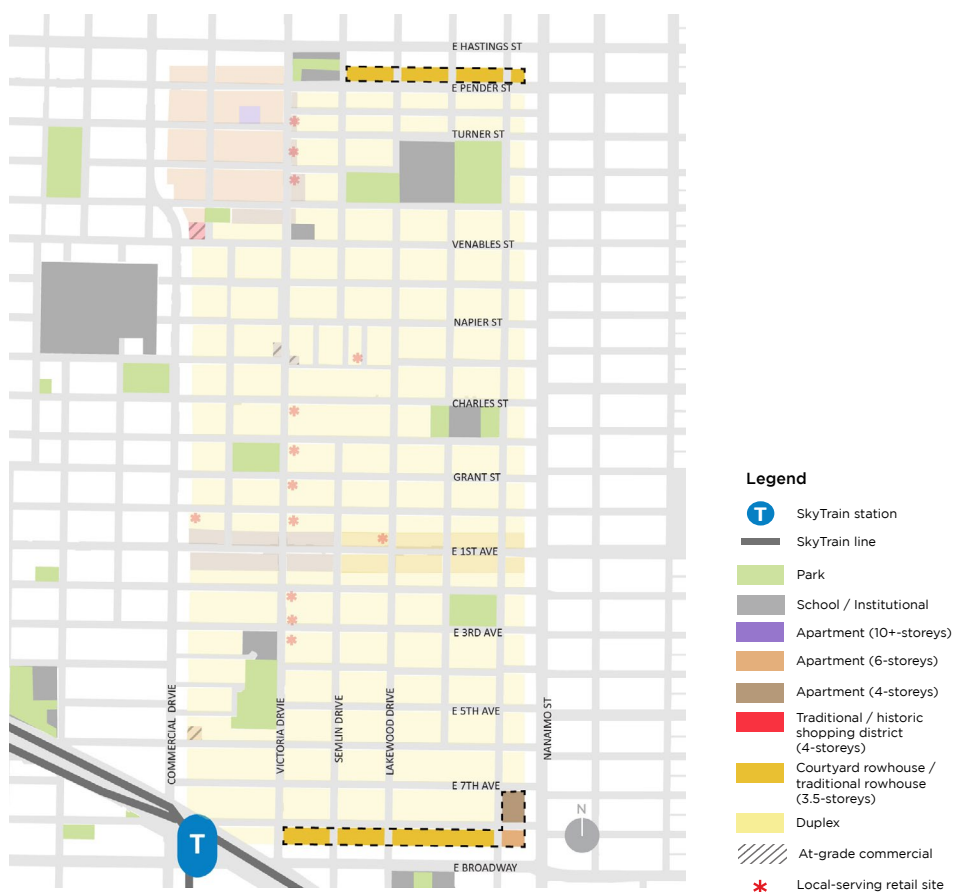 E HASTINGS ST
E PENDER ST
TURNER ST
VENABLES ST
NAPIER ST
CHARLES ST
GRANT ST
E 1ST AVE
E 3RD AVE
E 5TH AVE
E 7TH AVE
E BROADWAY
COMMERCIAL DRVIE
VICTORIA DRVIE
SEMLIN DRIVE
LAKEWOOD DRIVE
NANAIMO ST
N
T
Legend
T SkyTrain station
SkyTrain line
Park
School / Institutional
Apartment (10+-storeys)
Apartment (6-storeys)
Apartment (4-storeys)
Traditional / historic
shopping district
(4-storeys)
Courtyard rowhouse /
traditional rowhouse
(3.5-storeys)
Duplex
At-grade commercial
Local-serving retail site